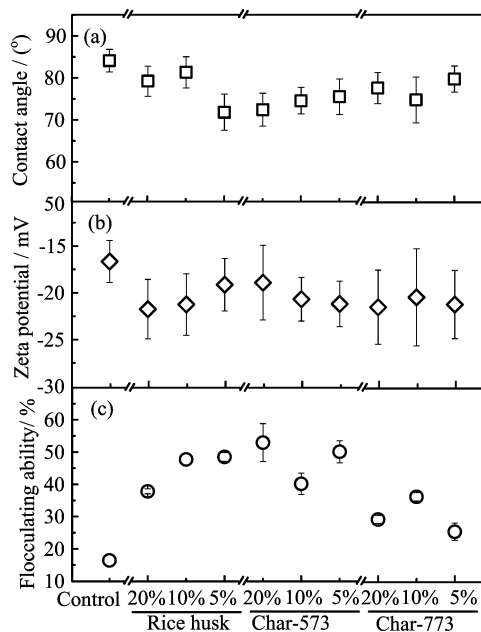 (a)
Contact angle / (°)
90
80
70
60
50
(b)
Zeta potential / mV
-15
-20
-25
-30
(c)
Flocculating ability/ %
60
50
40
30
20
10
Control 20% 10% 5% 20% 10% 5% 20% 10% 5%
Rice husk Char-573 Char-773